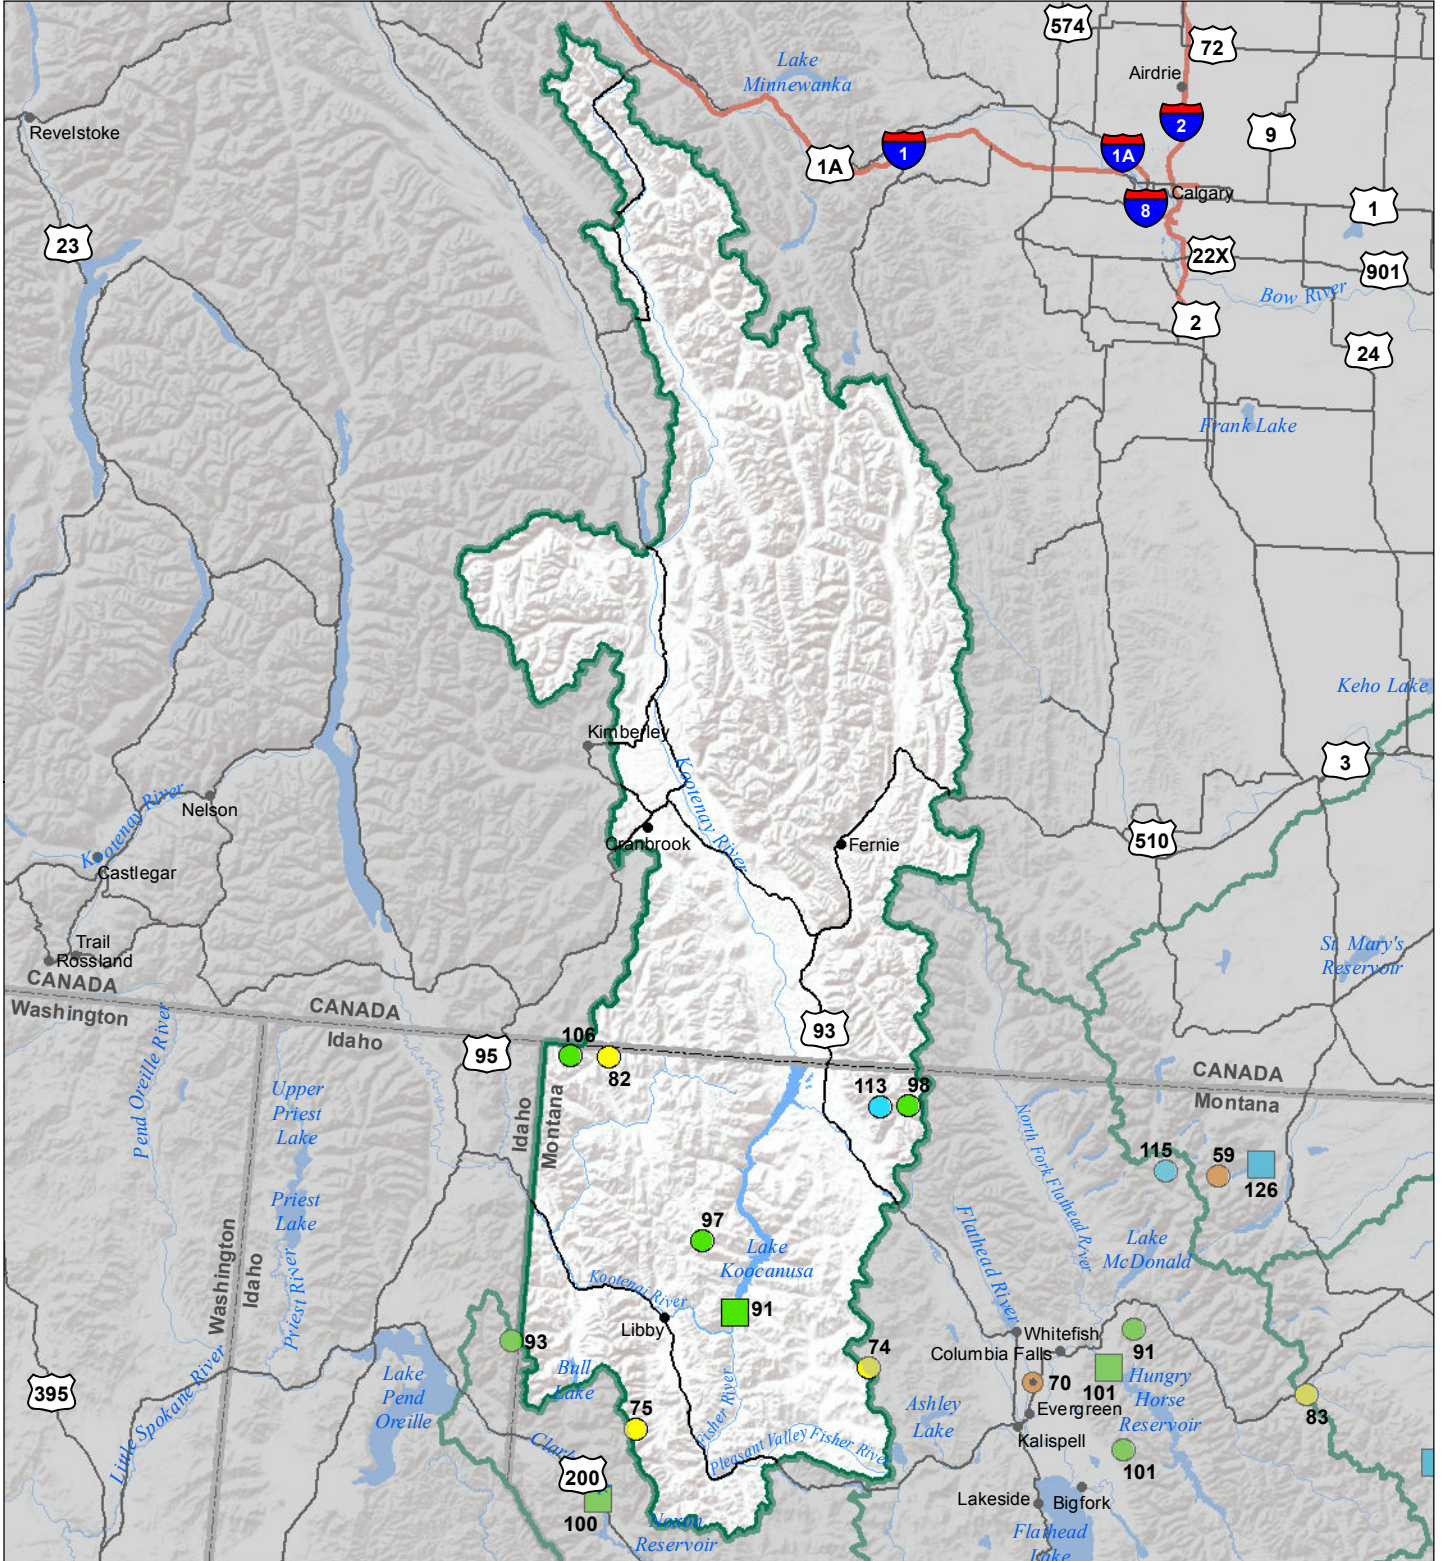 574
72
Lake
Minnewanka
Airdrie
Revelstoke
2
9
1
1A
1A
Calgary
8
1
23
22X
901
Bow River
2
24
Frank Lake
Keho Lake
Kimberley
3
Kootenay River
Kootenay River
Nelson
510
Cranbrook
Fernie
Castlegar
Trail
Rossland
St. Mary's
Reservoir
CANADA
Washington
CANADA
Idaho
93
106
95
82
CANADA
Montana
Pend Oreille River
Upper
Priest
Lake
Idaho
Montana
113
98
North Fork Flathead River
115
59
126
Priest
Lake
97
Lake
Koocanusa
Flathead River
Lake
McDonald
Washington
Idaho
Priest River
Kootenai River
91
Libby
93
Whitefish
Columbia Falls
91
74
101
Hungry
Horse
Reservoir
Bull
Lake
Lake
Pend
Oreille
395
Little Spokane River
70
83
Ashley
Lake
Evergreen
75
Fisher River
Kalispell
Pleasant Valley Fisher River
101
Clark
200
Lakeside
Bigfork
100
Noxon
Reservoir
Flathead
Lake